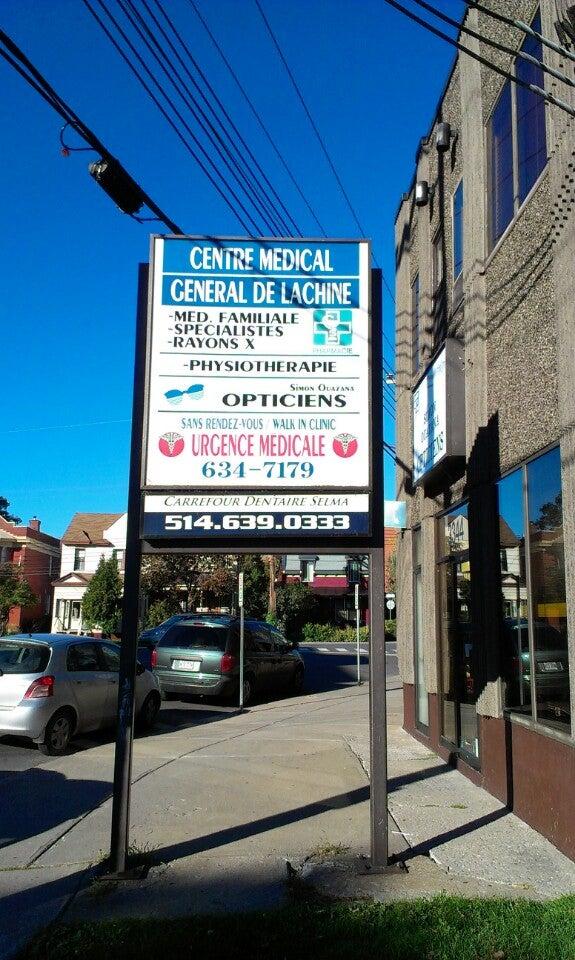 CENTRE MEDICAL
GENERAL DE LACHINE
-MED. FAMILIALE
-SPECIALISTES
-RAYONS X
PHARMACIE
-PHYSIOTHERAPIE
SIMON OUAZANA
OPTICIENS
SANS RENDEZ-VOUS / WALK IN CLINIC
URGENCE MEDICALE
634-7179
CARREFOUR DENTAIRE SELMA
514.639.0333